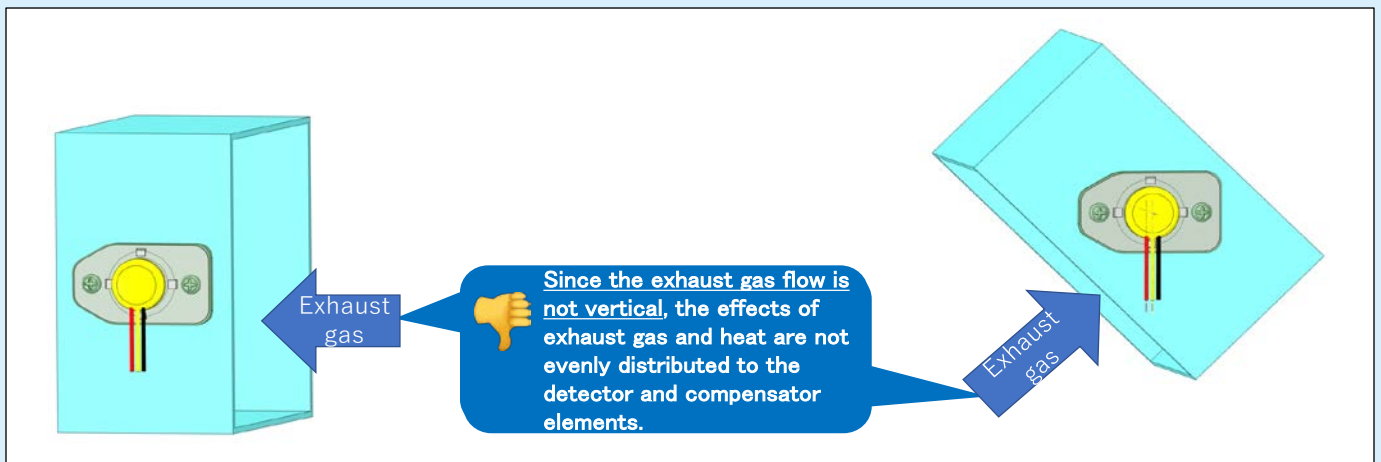 Exhaust
gas
Since the exhaust gas flow is
not vertical, the effects of
exhaust gas and heat are not
evenly distributed to the
detector and compensator
elements.
Exhaust
gas